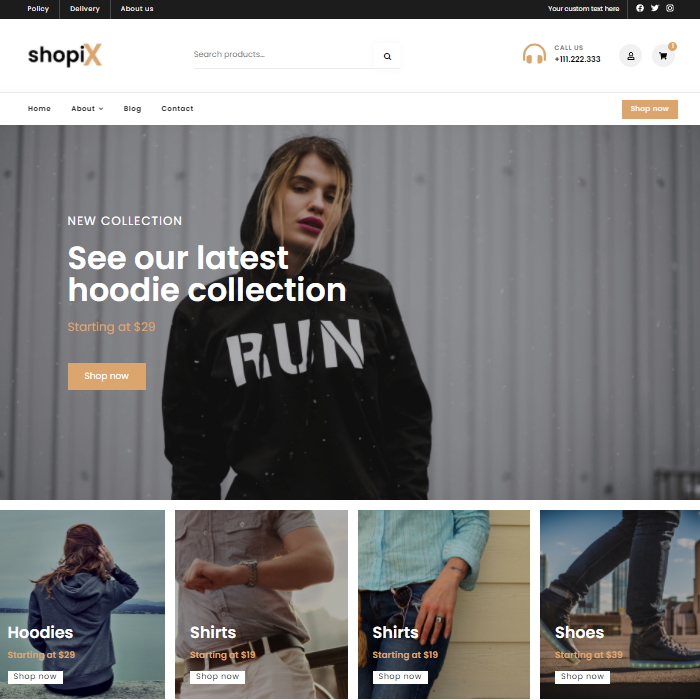 Policy Delivery About us Your custom text here
shopiX
Search products...
CALL US
+111.222.333
Home About Blog Contact Shop now
NEW COLLECTION
See our latest
hoodie collection
Starting at $29
RUN
Shop now
Hoodies
Starting at $29
Shop now
Shirts
Starting at $19
Shop now
Shirts
Starting at $19
Shop now
Shoes
Starting at $39
Shop now